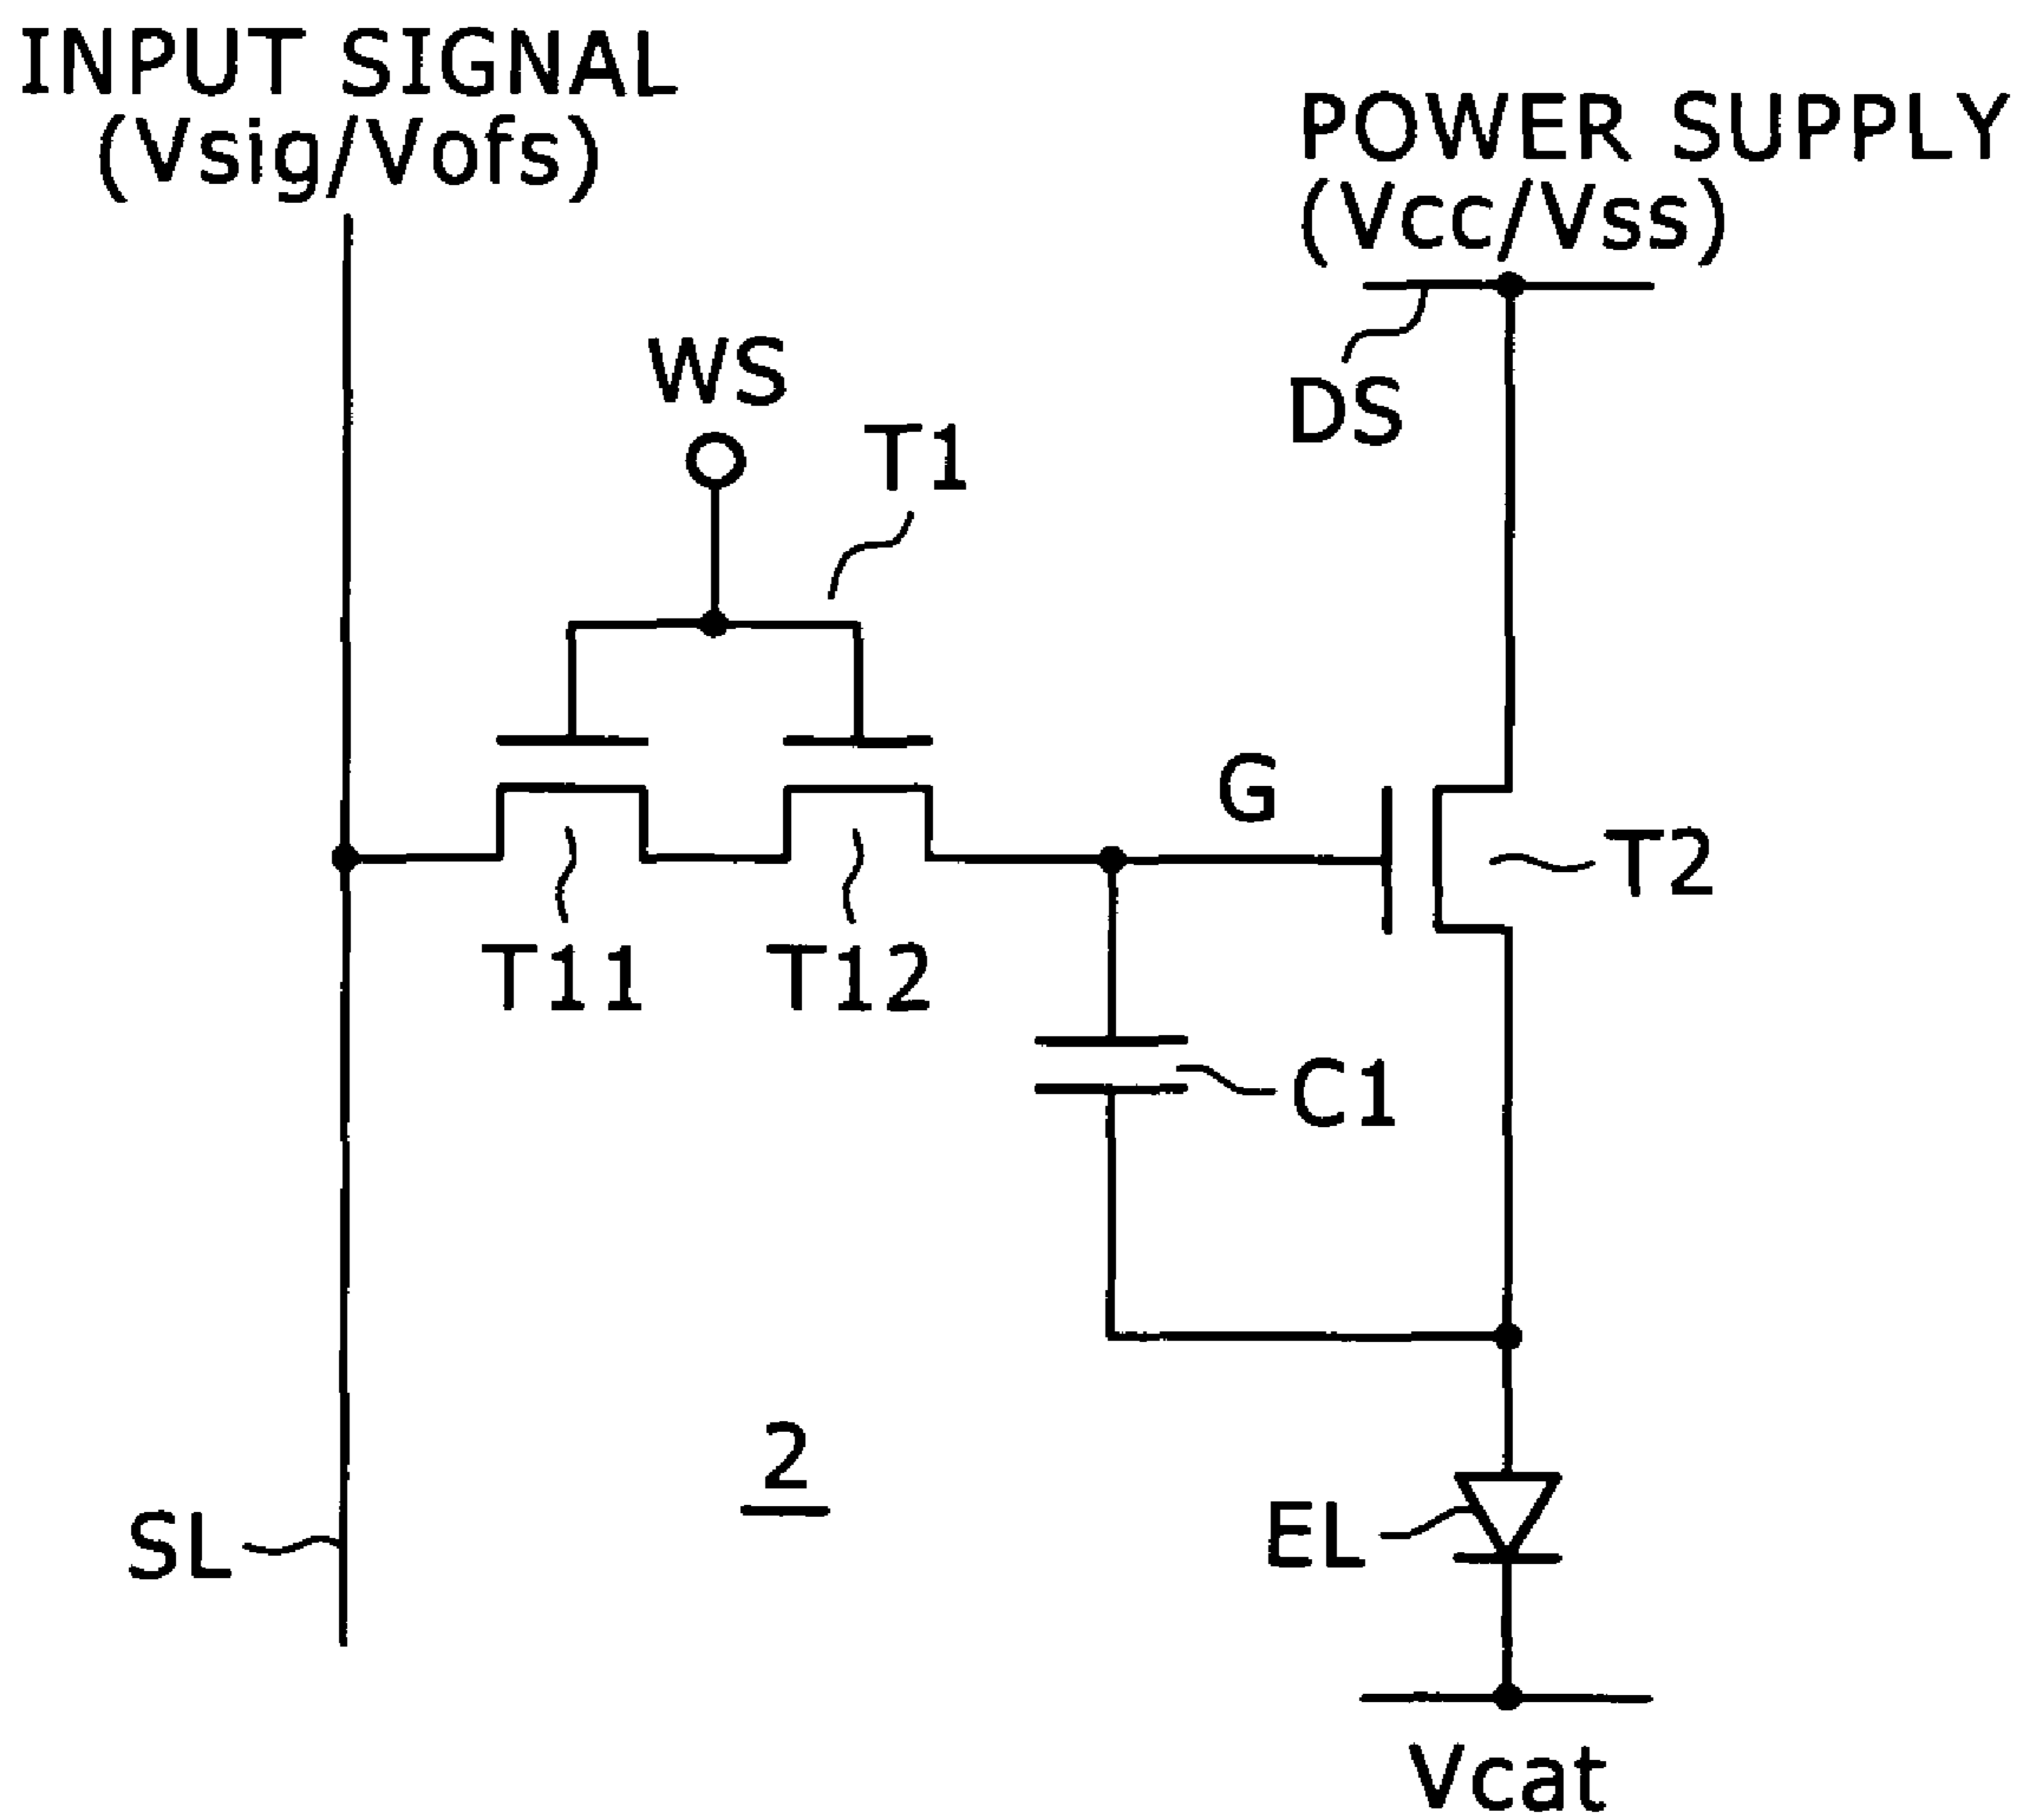 INPUT SIGNAL
(Vsig/Vofs)
POWER SUPPLY
(Vcc/Vss)
WS
DS
T1
G
T2
T11
T12
C1
2
SL
EL
Vcat